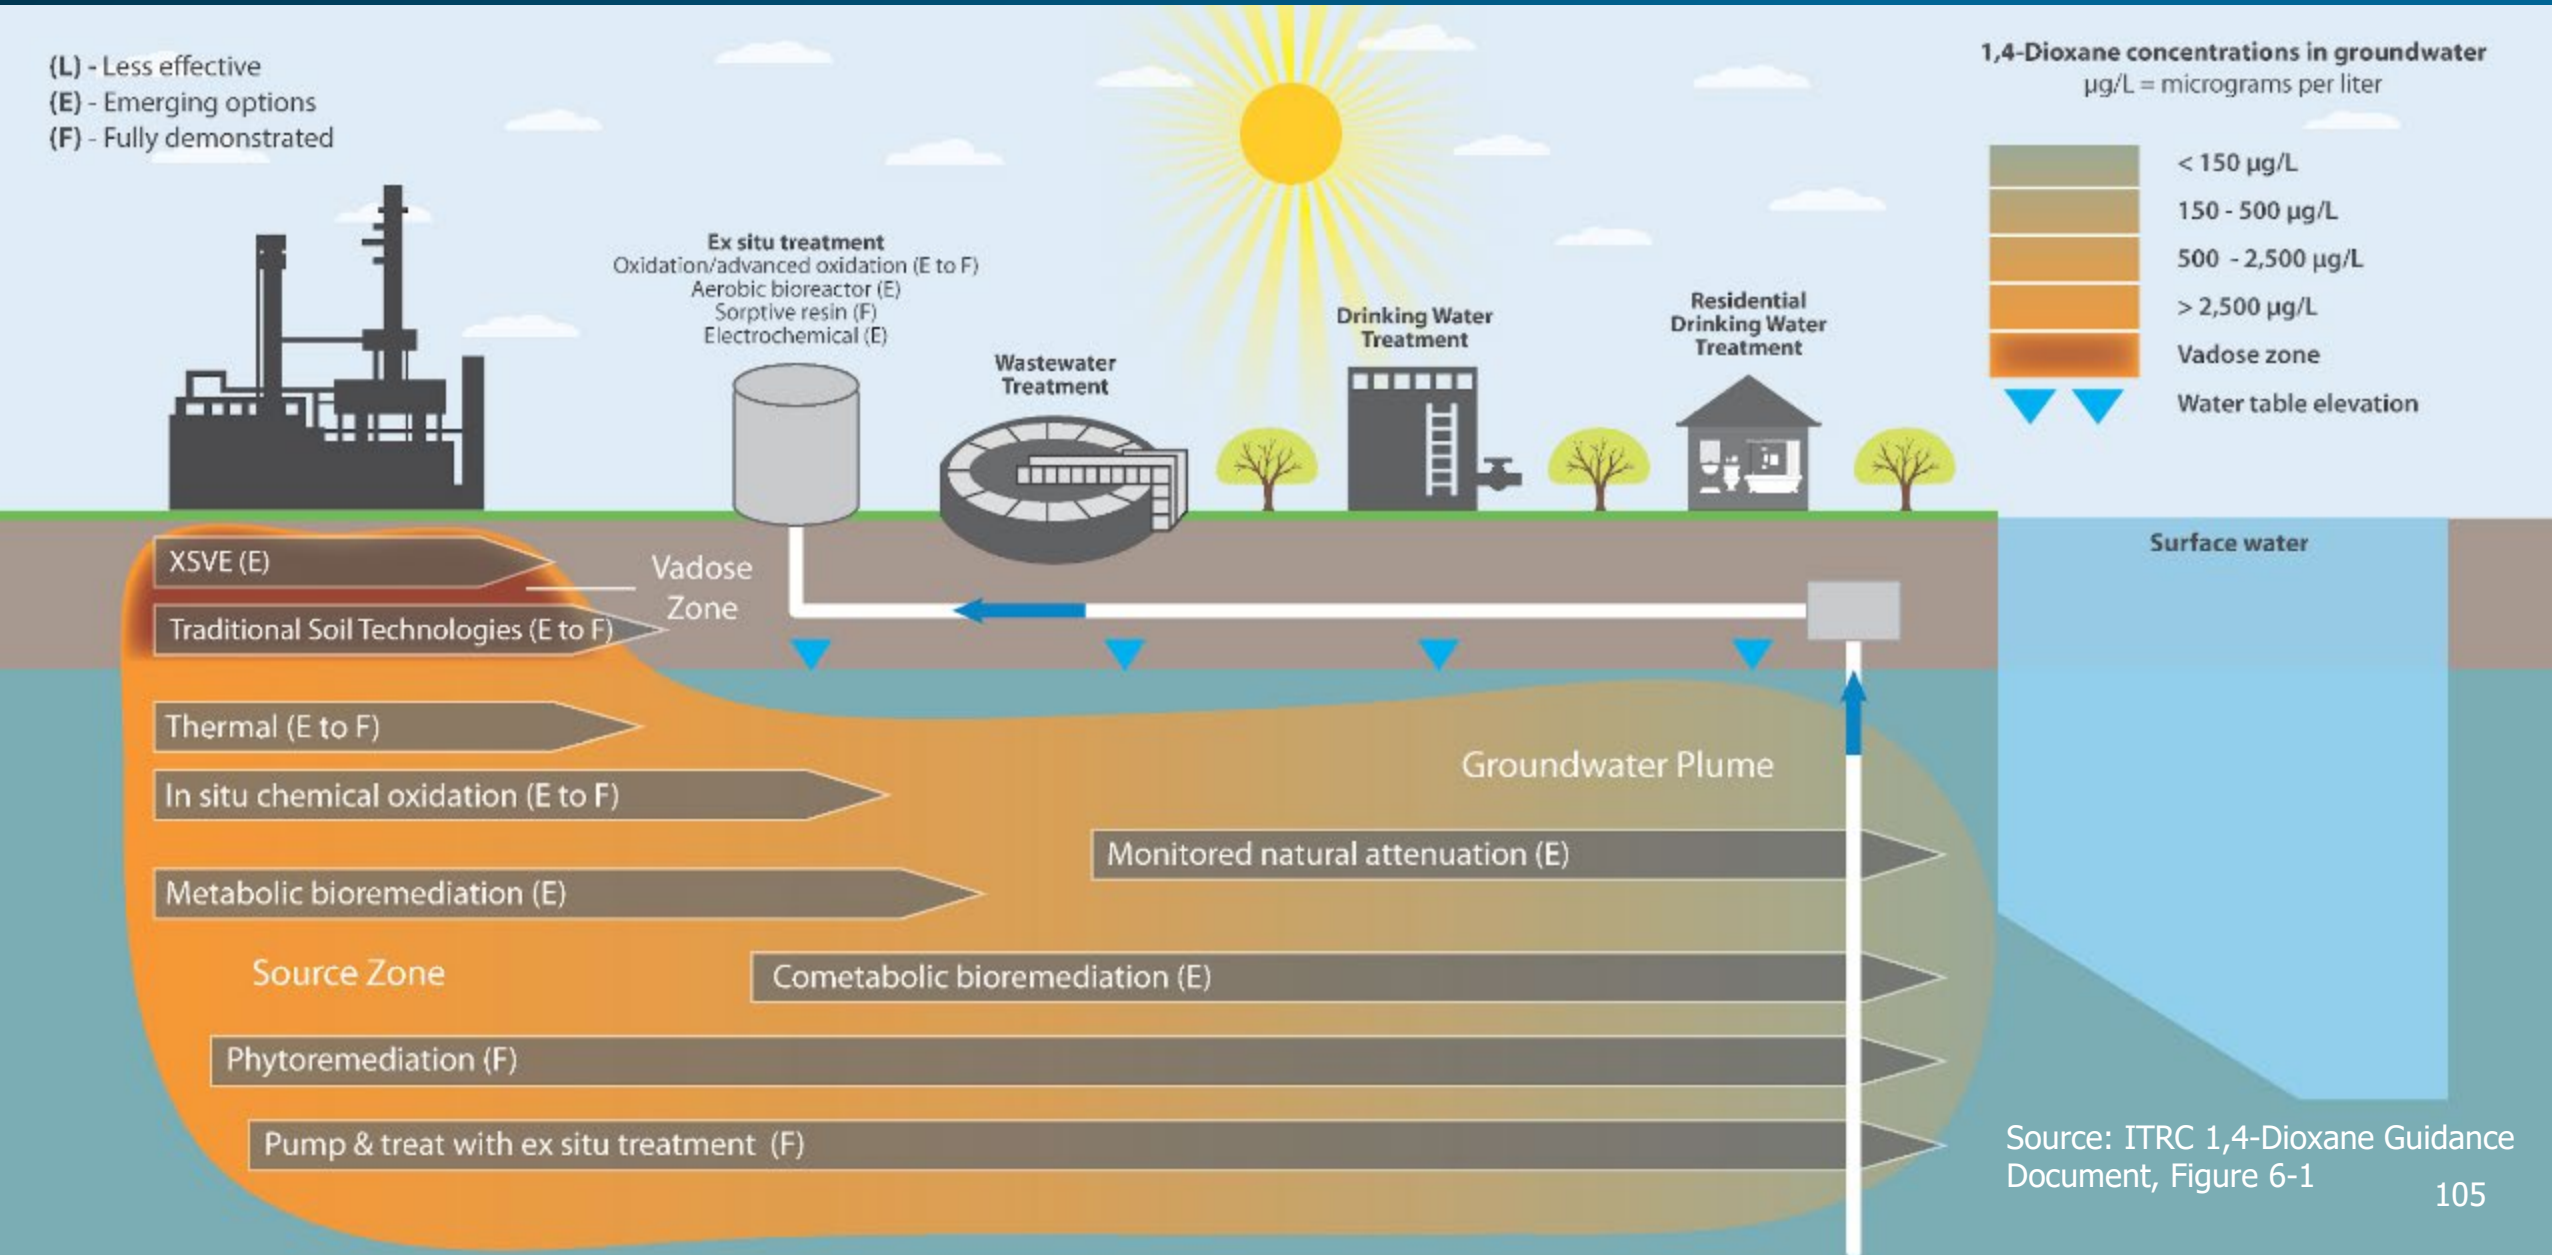 (L) - Less effective
(E) - Emerging options
(F) - Fully demonstrated
1,4-Dioxane concentrations in groundwater
µg/L = micrograms per liter
< 150 µg/L
150 - 500 µg/L
500 - 2,500 µg/L
> 2,500 µg/L
Vadose zone
Water table elevation
Ex situ treatment
Oxidation/advanced oxidation (E to F)
Aerobic bioreactor (E)
Sorptive resin (F)
Electrochemical (E)
Wastewater
Treatment
Drinking Water
Treatment
Residential
Drinking Water
Treatment
Surface water
XSVE (E)
Vadose
Zone
Traditional Soil Technologies (E to F)
Thermal (E to F)
In situ chemical oxidation (E to F)
Groundwater Plume
Monitored natural attenuation (E)
Metabolic bioremediation (E)
Source Zone
Cometabolic bioremediation (E)
Phytoremediation (F)
Pump & treat with ex situ treatment (F)
Source: ITRC 1,4-Dioxane Guidance
Document, Figure 6-1
105